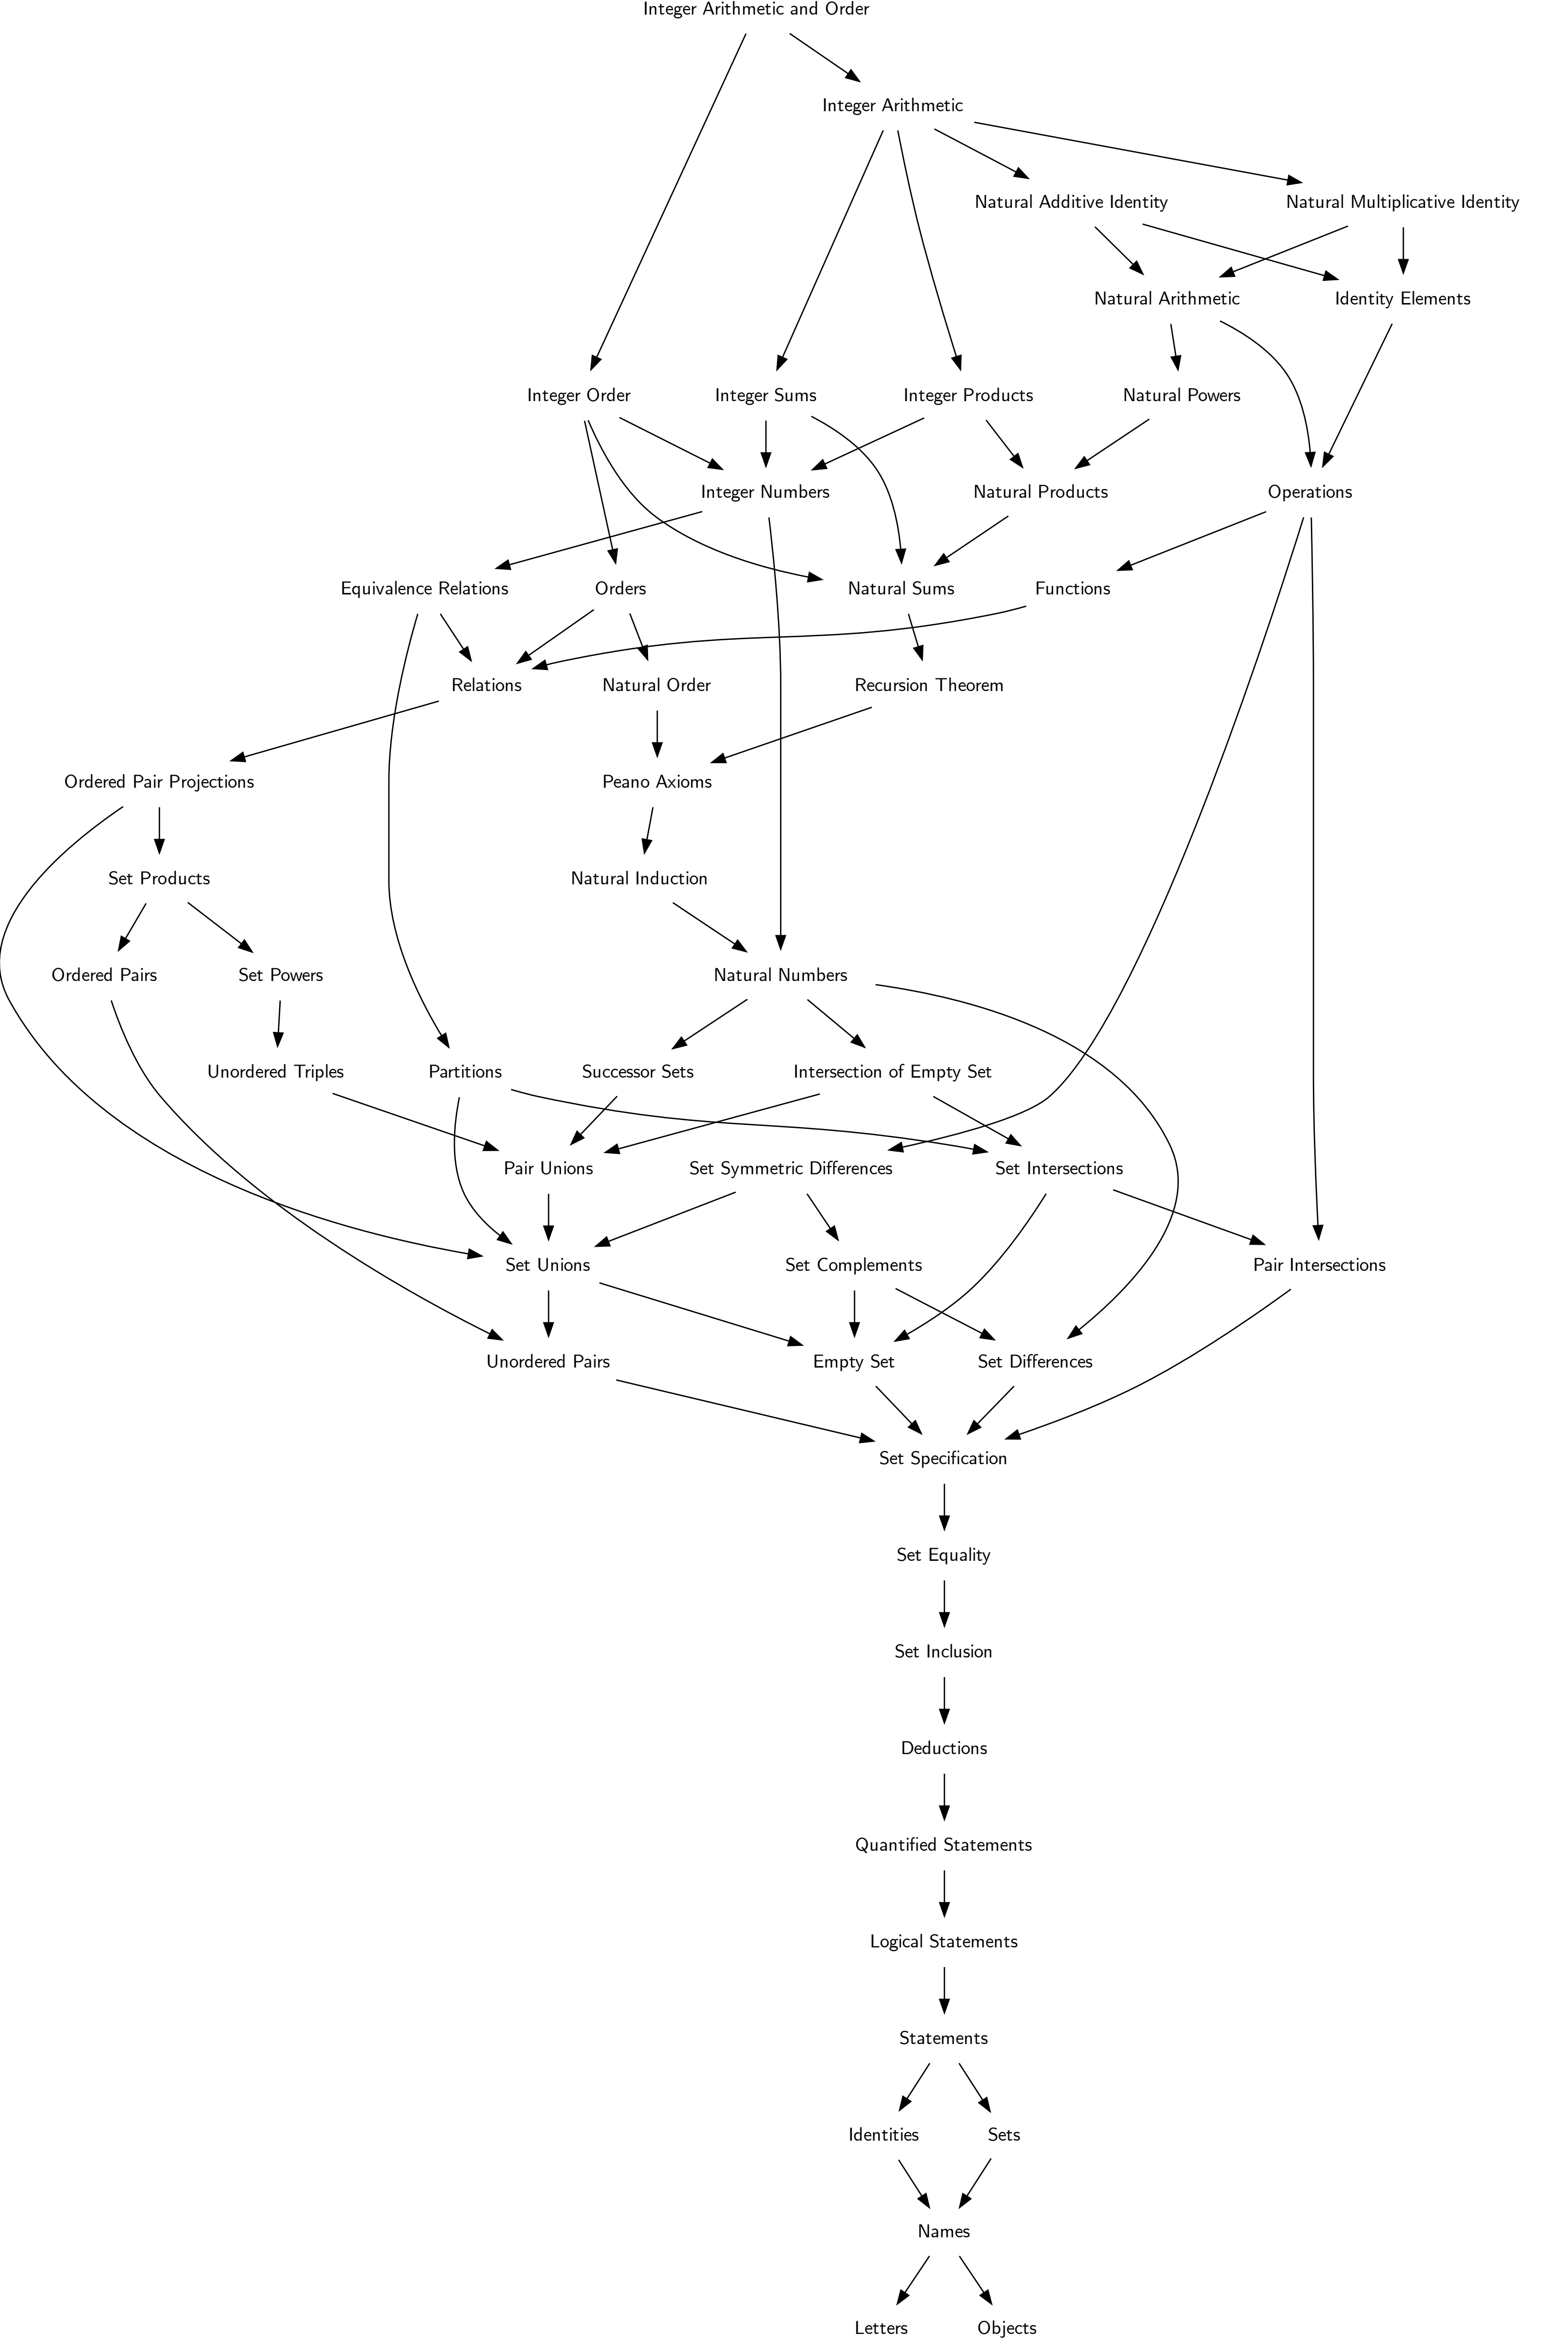 Integer Arithmetic and Order
Integer Arithmetic
Natural Additive Identity
Natural Multiplicative Identity
Natural Arithmetic
Identity Elements
Integer Order
Integer Sums
Integer Products
Natural Powers
Integer Numbers
Natural Products
Operations
Equivalence Relations
Orders
Natural Sums
Functions
Relations
Natural Order
Recursion Theorem
Ordered Pair Projections
Peano Axioms
Set Products
Natural Induction
Ordered Pairs
Set Powers
Natural Numbers
Unordered Triples
Partitions
Successor Sets
Intersection of Empty Set
Pair Unions
Set Symmetric Differences
Set Intersections
Set Unions
Set Complements
Pair Intersections
Unordered Pairs
Empty Set
Set Differences
Set Specification
Set Equality
Set Inclusion
Deductions
Quantified Statements
Logical Statements
Statements
Identities
Sets
Names
Letters
Objects